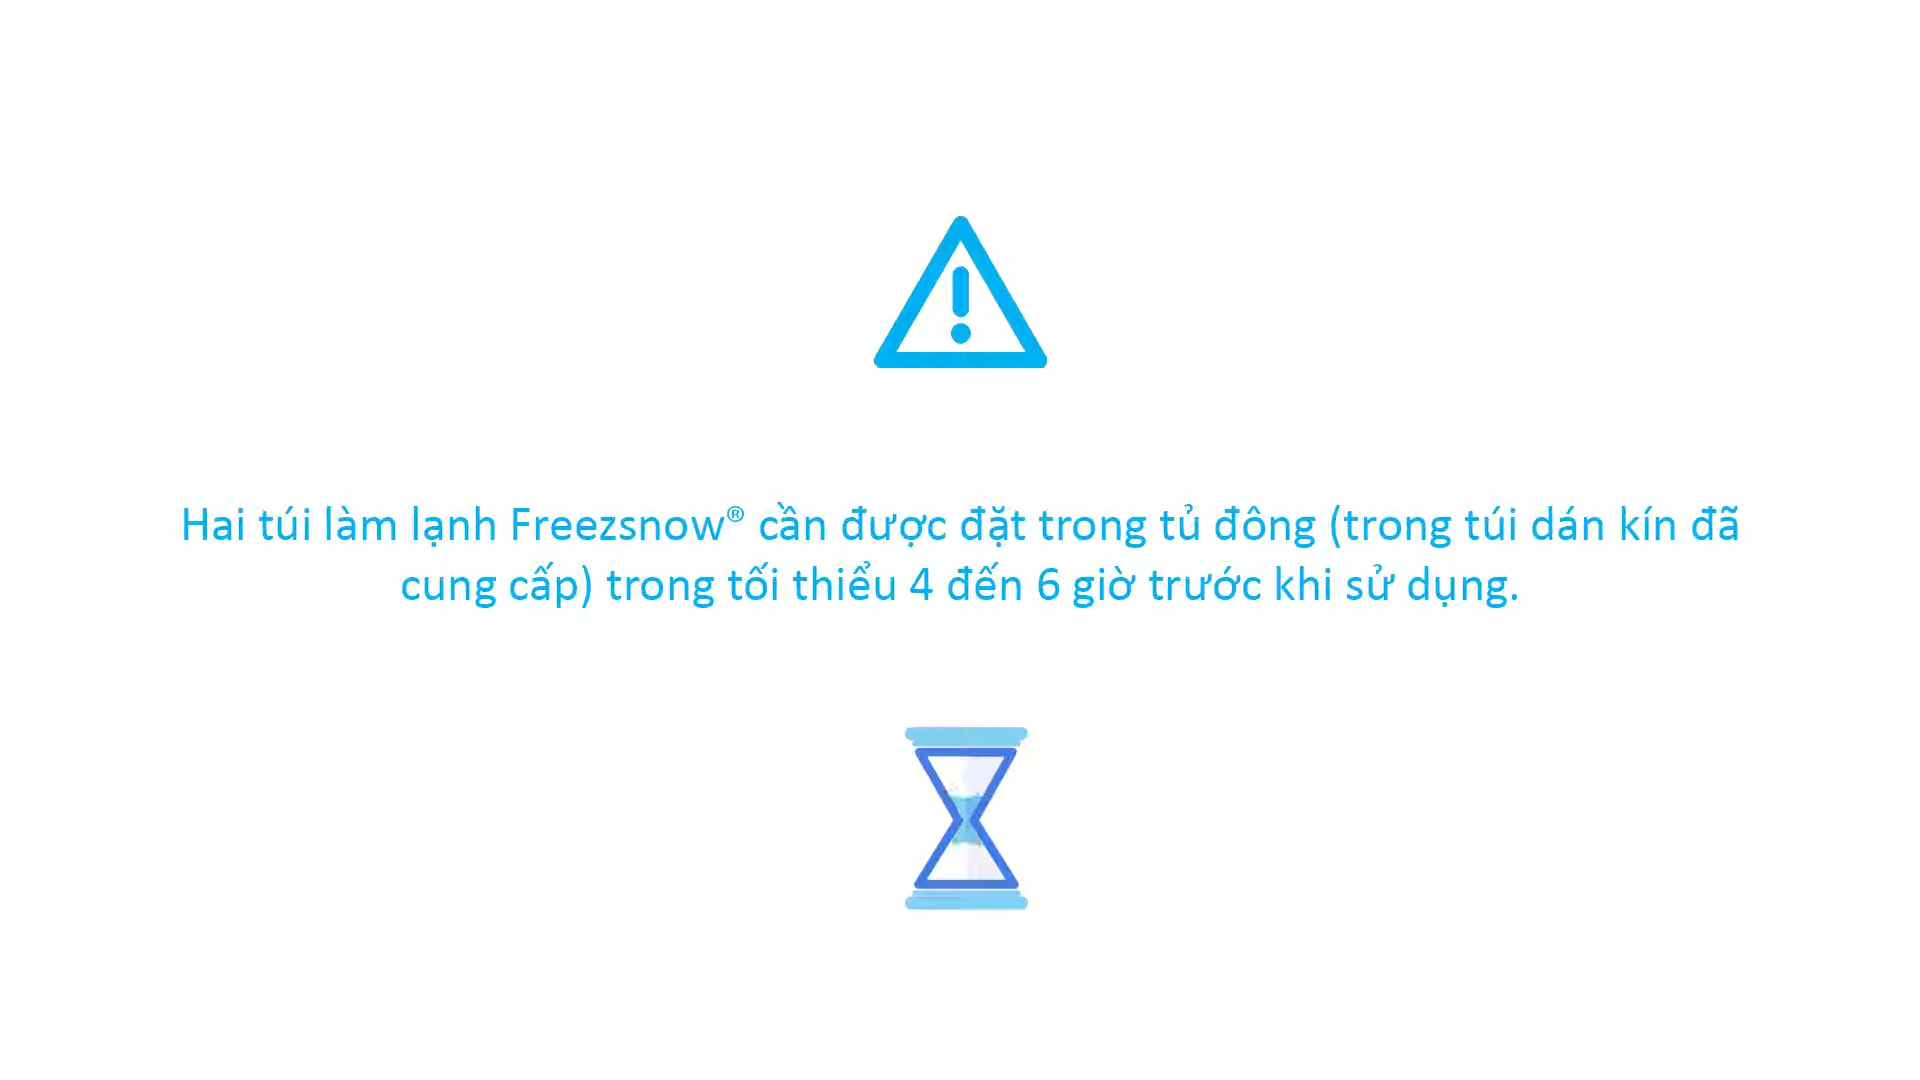 Hai túi làm lạnh Freezsnow® cần được đặt trong tủ đông (trong túi dán kín đã
cung cấp) trong tối thiểu 4 đến 6 giờ trước khi sử dụng.